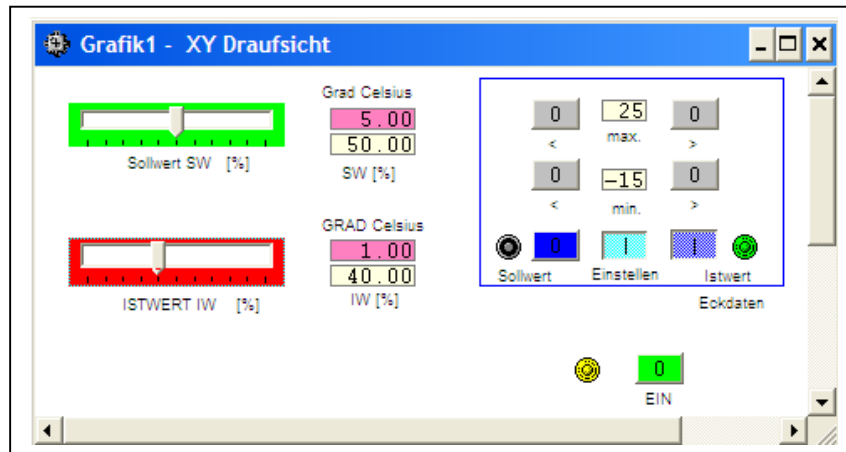 Grafik1 - XY Draufsicht
Grad Celsius
5.00
50.00
Sollwert SW [%]
SW [%]
GRAD Celsius
1.00
40.00
ISTWERT IW [%]
IW [%]
0 25 0
< max. >
0 -15 0
< min. >
0 I I
Sollwert Einstellen Istwert
Eckdaten
0
EIN